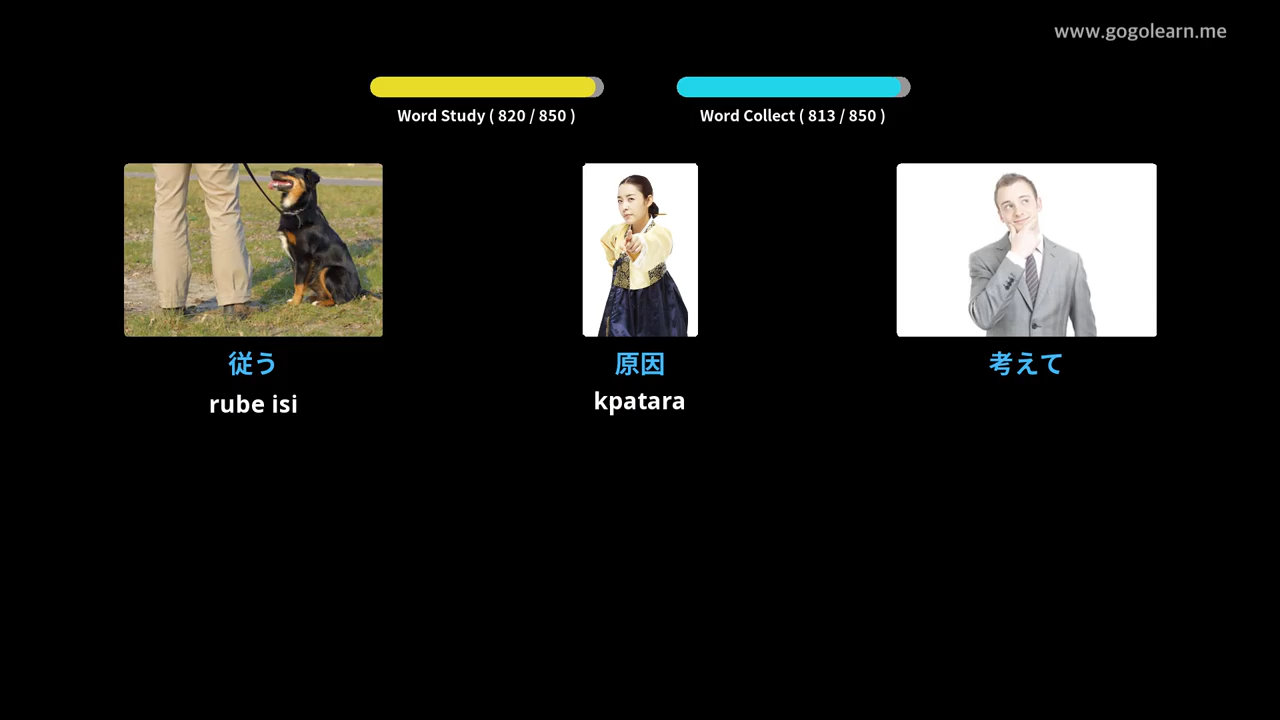 www.gogolearn.me
Word Study ( 820 / 850 )
Word Collect ( 813 / 850 )
従う
原因
考えて
rube isi
kpatara